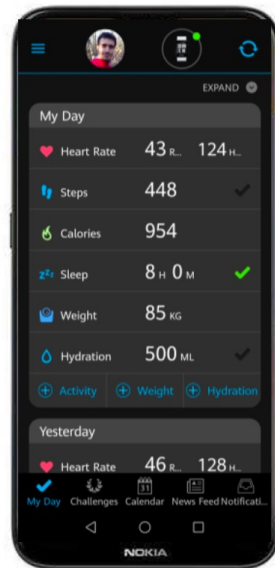 EXPAND
My Day
Heart Rate 43 R... 124 H...
Steps 448
Calories 954
zzz Sleep 8 H 0 M
Weight 85 KG
Hydration 500 ML
Activity Weight Hydration
Yesterday
Heart Rate 46 R... 128 H...
31
My Day Challenges Calendar News Feed Notificati...
NOKIA